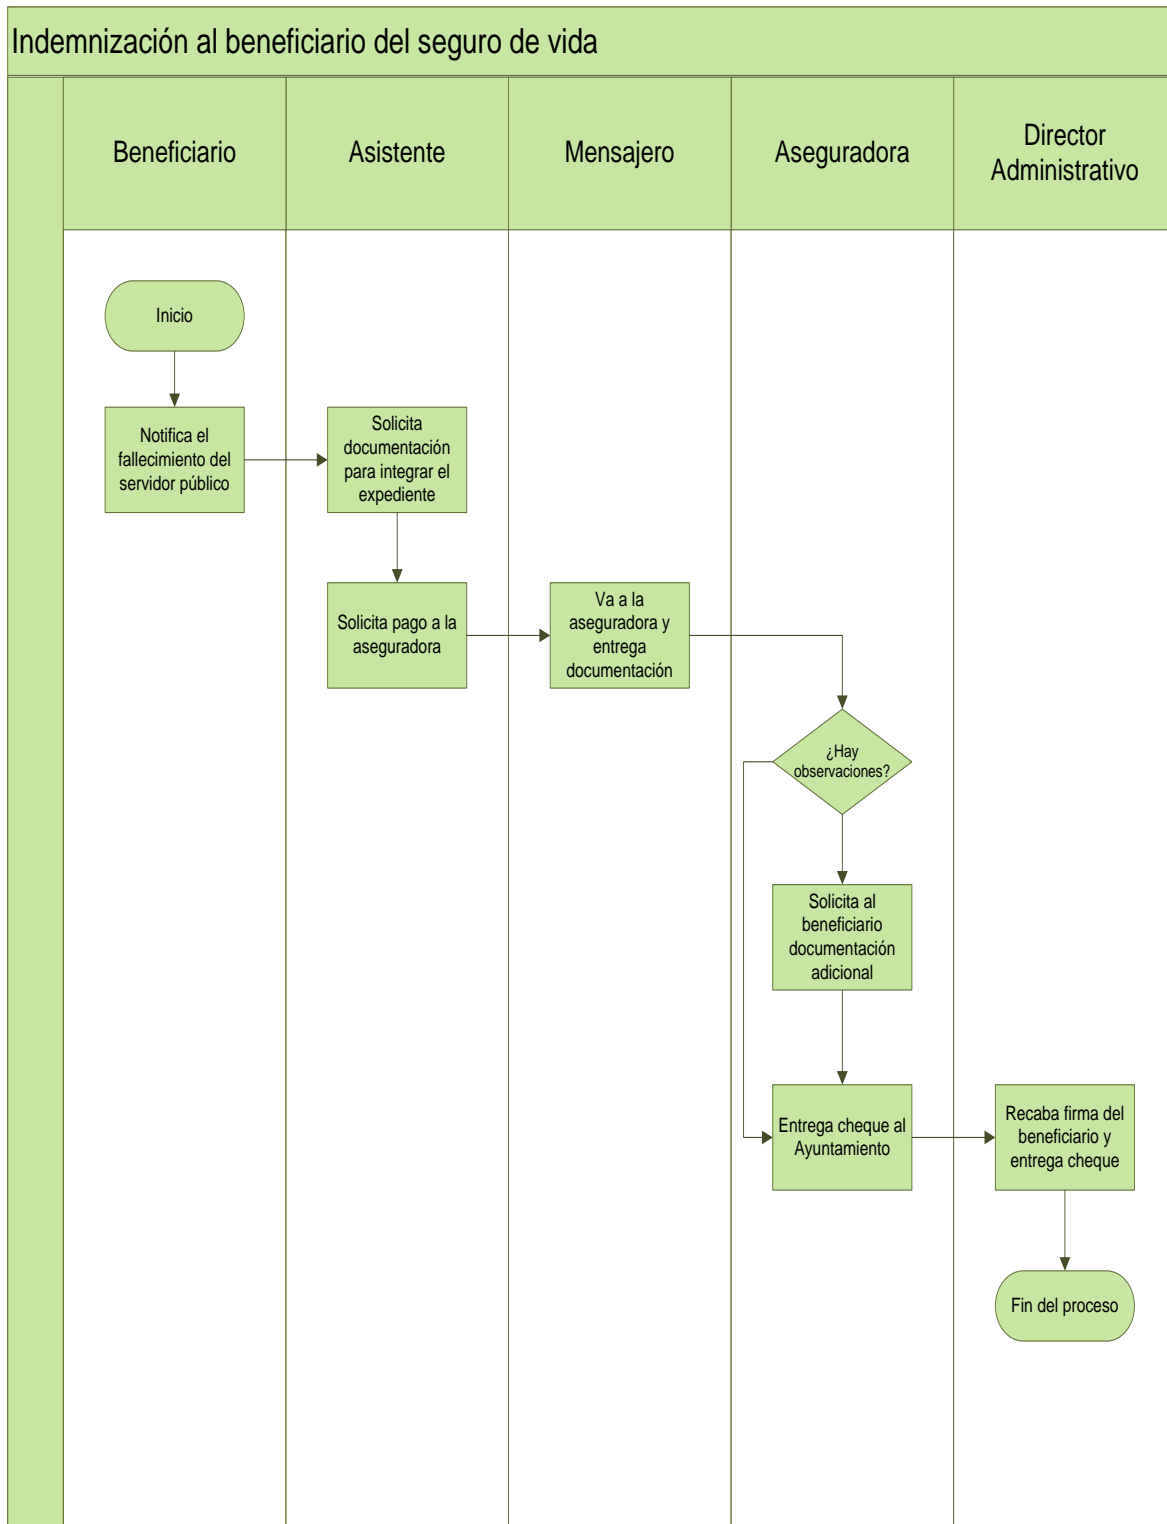 Indemnización al beneficiario del seguro de vida
Beneficiario
Asistente
Mensajero
Aseguradora
Director
Administrativo
Inicio
Notifica el
fallecimiento del
servidor público
Solicita
documentación
para integrar el
expediente
Solicita pago a la
aseguradora
Va a la
aseguradora y
entrega
documentación
¿Hay
observaciones?
Solicita al
beneficiario
documentación
adicional
Entrega cheque al
Ayuntamiento
Recaba firma del
beneficiario y
entrega cheque
Fin del proceso